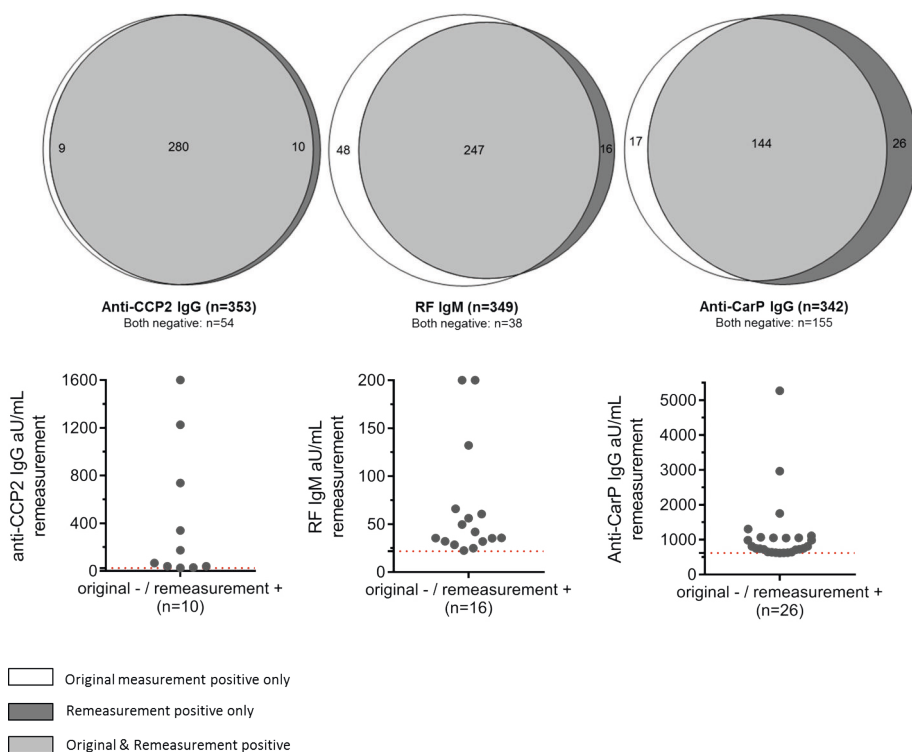 9
280
10
48
247
16
17
144
26
Anti-CCP2 IgG (n=353)
Both negative: n=54
RF IgM (n=349)
Both negative: n=38
Anti-CarP IgG (n=342)
Both negative: n=155
anti-CCP2 IgG aU/mL
remeasurement
1600
1200
800
400
0
original - / remeasurement +
(n=10)
RF IgM aU/mL
remeasurement
200
150
100
50
0
original - / remeasurement +
(n=16)
Anti-CarP IgG aU/mL
remeasurement
5000
4000
3000
2000
1000
0
original - / remeasurement +
(n=26)
Original measurement positive only
Remeasurement positive only
Original & Remeasurement positive